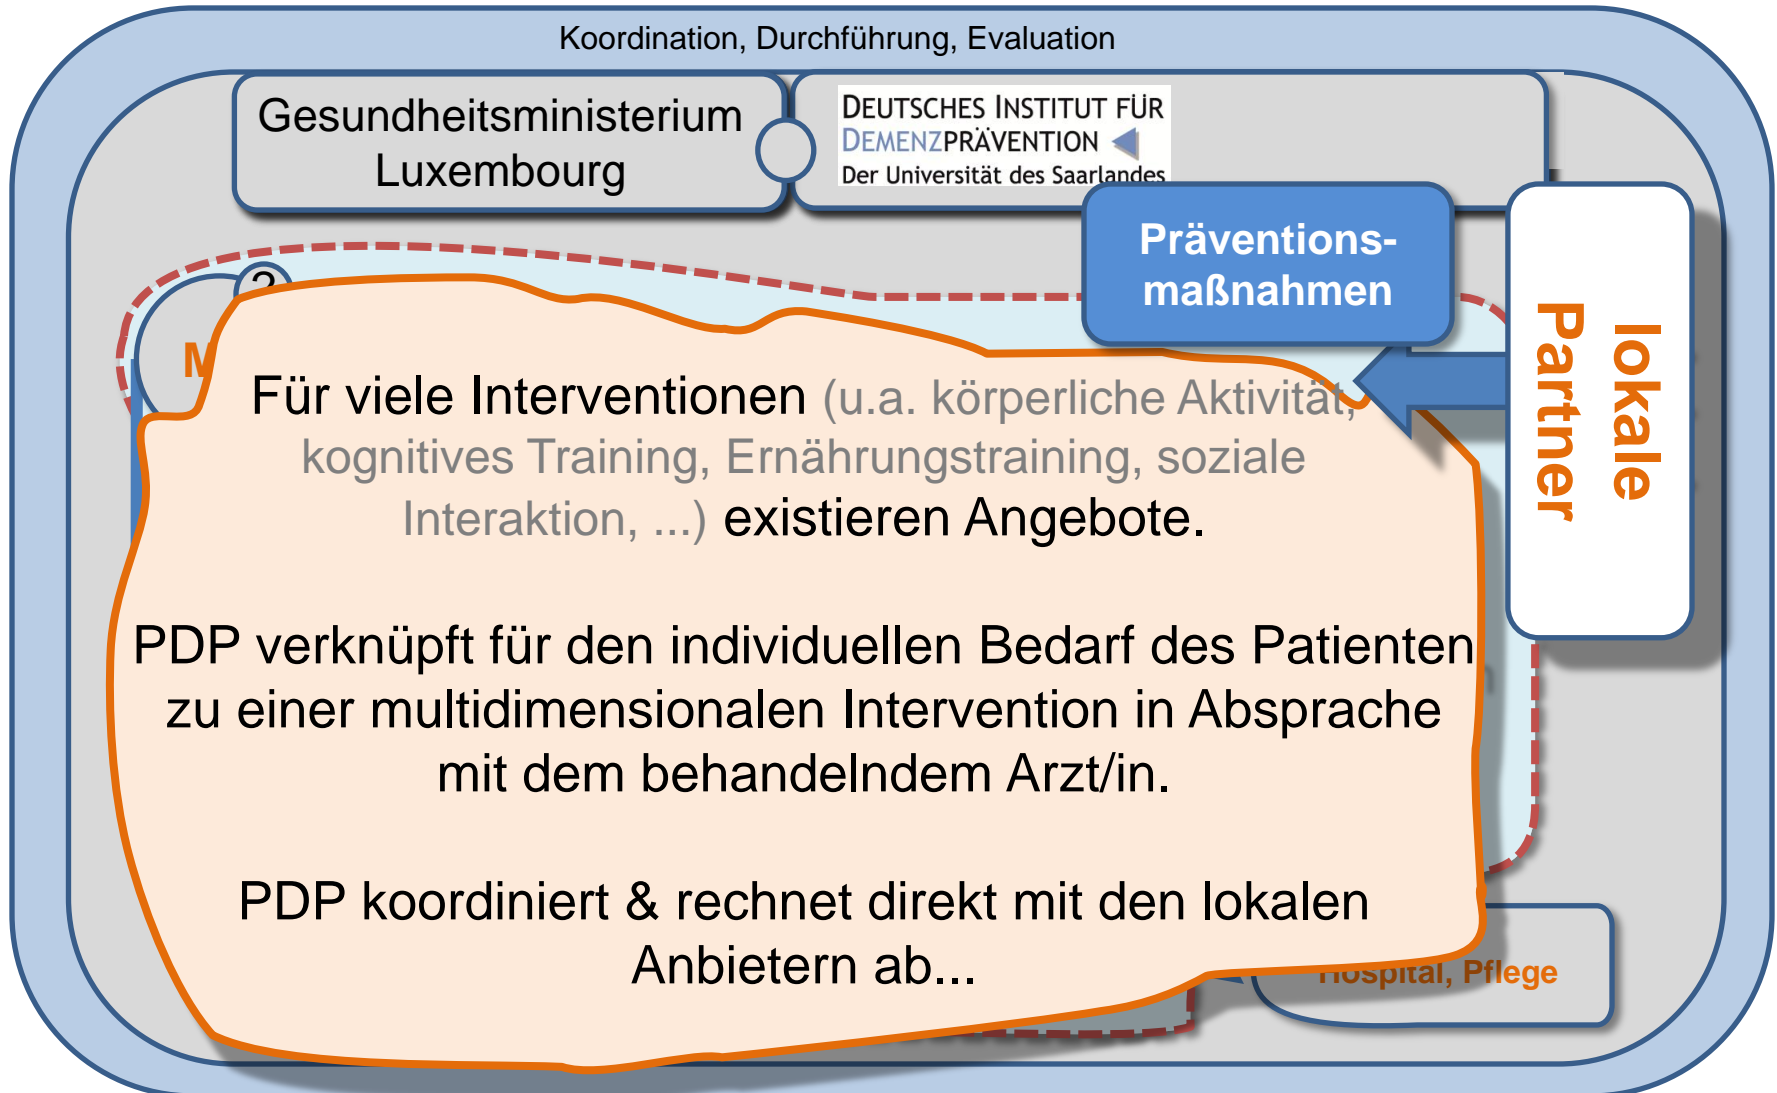 Koordination, Durchführung, Evaluation
Gesundheitsministerium
Luxembourg
DEUTSCHES INSTITUT FÜR
DEMENZPRÄVENTION
Der Universität des Saarlandes
Präventions-
maßnahmen
lokale
Partner
Für viele Interventionen (u.a. körperliche Aktivität,
kognitives Training, Ernährungstraining, soziale
Interaktion, ...) existieren Angebote.
PDP verknüpft für den individuellen Bedarf des Patienten
zu einer multidimensionalen Intervention in Absprache
mit dem behandelndem Arzt/in.
PDP koordiniert & rechnet direkt mit den lokalen
Anbietern ab...
Hospital, Pflege